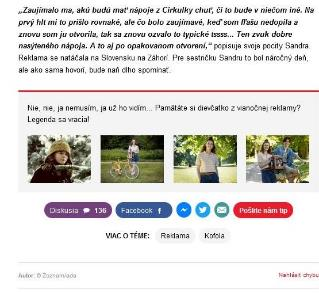 „Zaujímalo ma, akú budú mať nápoje z Cirkulky chuť, či to bude v niečom iné. Na
prvý hlt mi to prišlo rovnaké, ale čo bolo zaujímavé, keď som fľašu nedopila a
znovu som ju otvorila, tak sa znovu ozvalo to typické tssss... Ten zvuk dobre
nasýteného nápoja. A to aj po opakovanom otvorení," popisuje svoje pocity Sandra.
Reklama sa natáčala na Slovensku na Záhorí. Pre sestričku Sandru to bol náročný deň,
ale ako sama hovorí, bude naň dlho spomínať.
Nie, nie, ja nemusím, ja už ho vidím... Pamätáte si dievčatko z vianočnej reklamy?
Legenda sa vracia!
Diskusia 136
Facebook
Pošlite nám tip
VIAC O TÉME:
Reklama
Kofola
Autor: © Zoznam/ada
Nahlásiť chybu